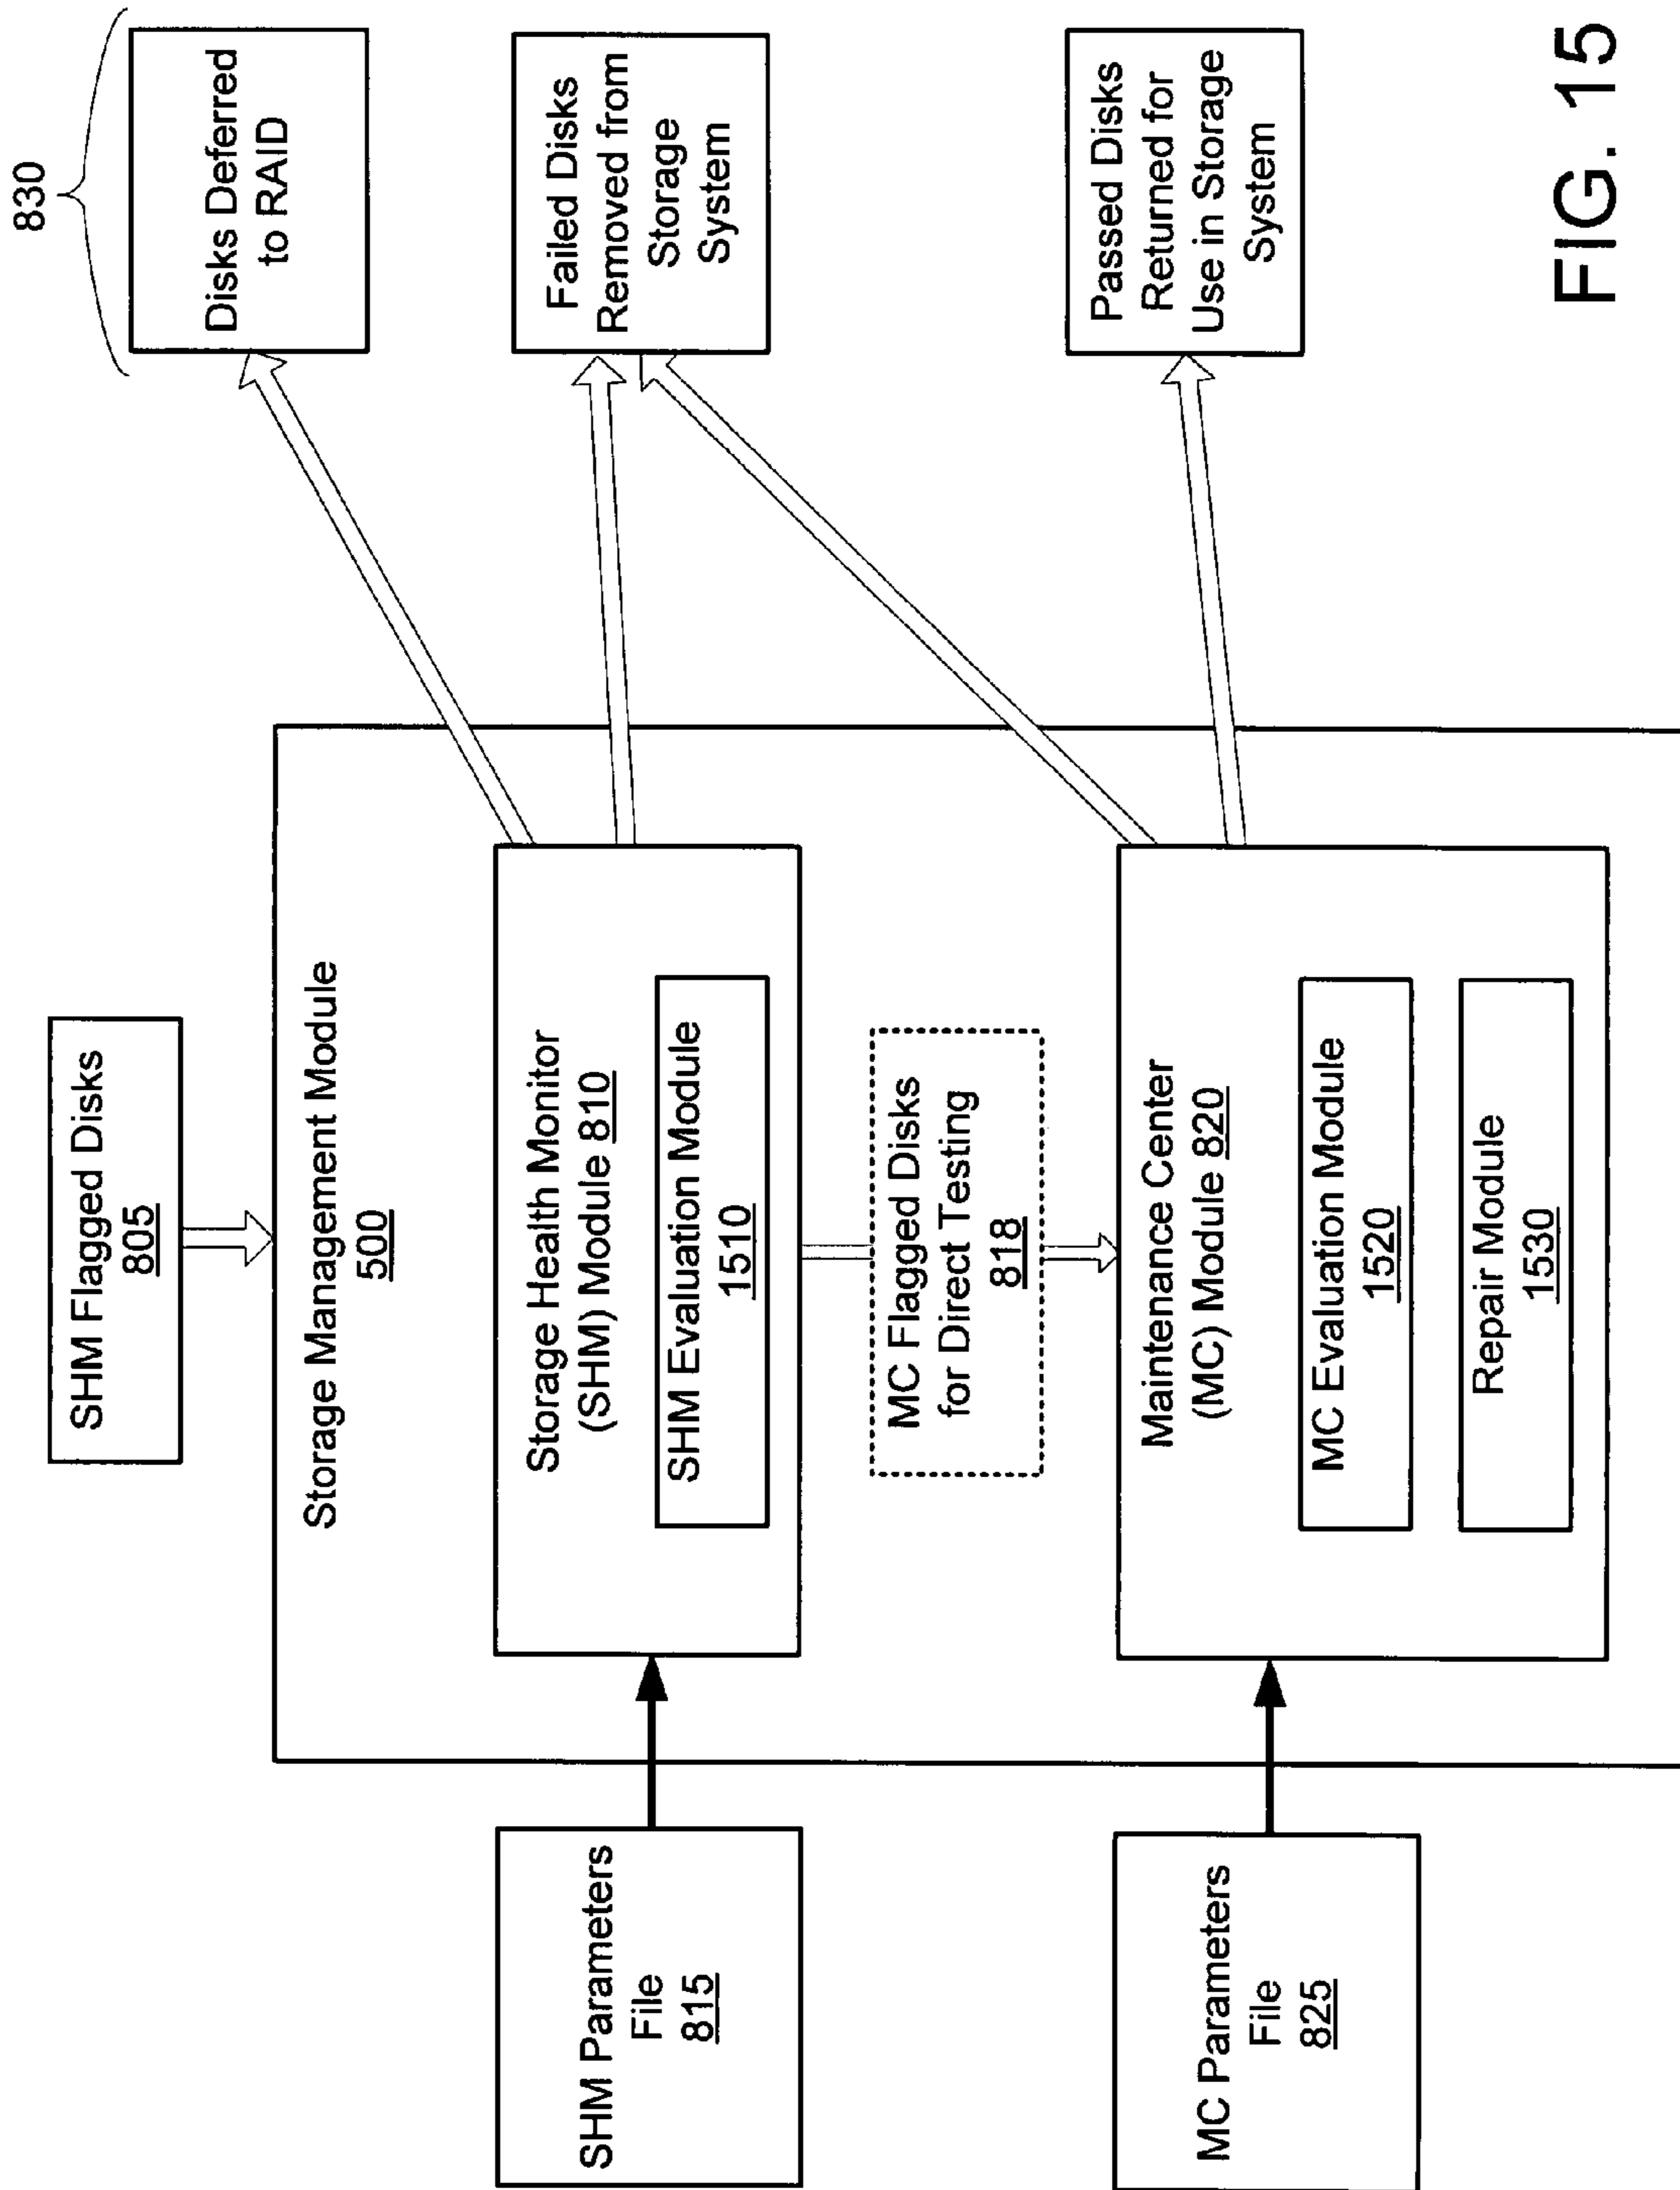 830
SHM Flagged Disks
805
Disks Deferred
to RAID
Storage Management Module
500
SHM Parameters
File
815
Storage Health Monitor
(SHM) Module 810
SHM Evaluation Module
1510
Failed Disks
Removed from
Storage
System
MC Flagged Disks
for Direct Testing
818
MC Parameters
File
825
Maintenance Center
(MC) Module 820
MC Evaluation Module
1520
Repair Module
1530
Passed Disks
Returned for
Use in Storage
System
FIG. 15